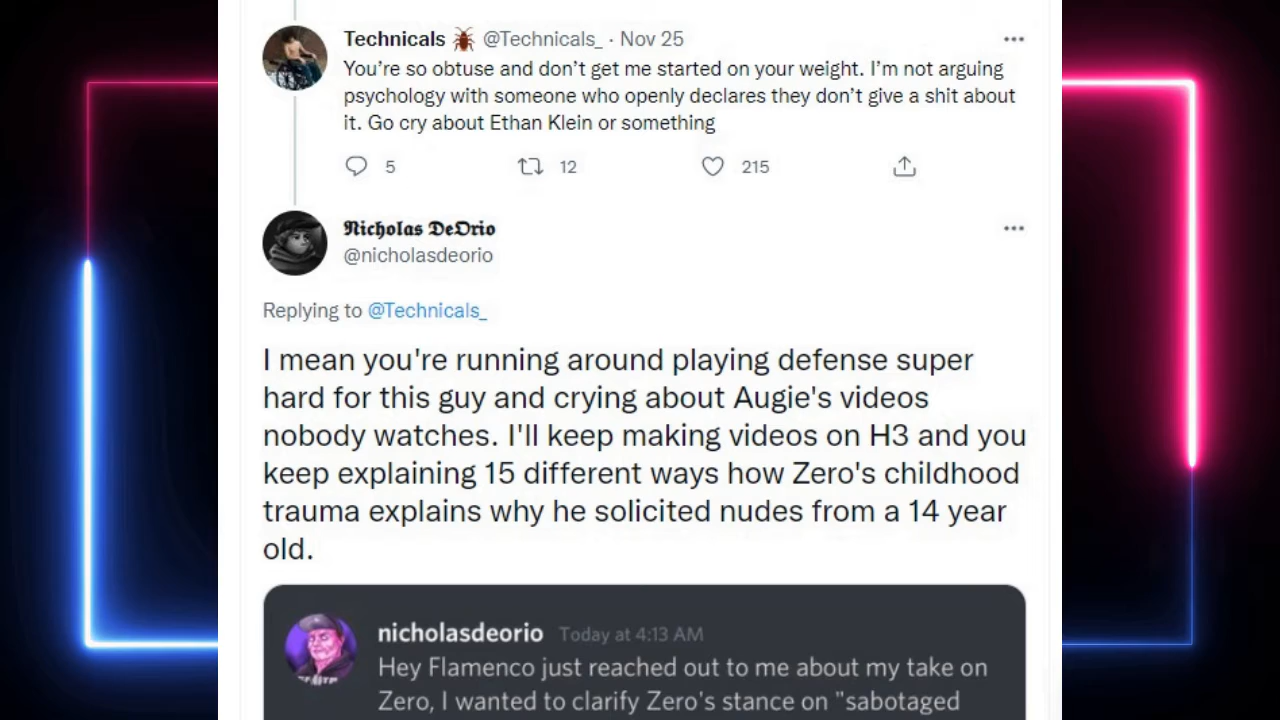 Technicals @Technicals_ · Nov 25
You're so obtuse and don't get me started on your weight. I'm not arguing
psychology with someone who openly declares they don't give a shit about
it. Go cry about Ethan Klein or something
5 12 215
𝕹𝖎𝖈𝖍𝖔𝖑𝖆𝖘 𝕯𝖊𝕺𝖗𝖎𝖔
@nicholasdeorio
Replying to @Technicals_
I mean you're running around playing defense super
hard for this guy and crying about Augie's videos
nobody watches. I'll keep making videos on H3 and you
keep explaining 15 different ways how Zero's childhood
trauma explains why he solicited nudes from a 14 year
old.
nicholasdeorio Today at 4:13 AM
Hey Flamenco just reached out to me about my take on
Zero, I wanted to clarify Zero's stance on "sabotaged